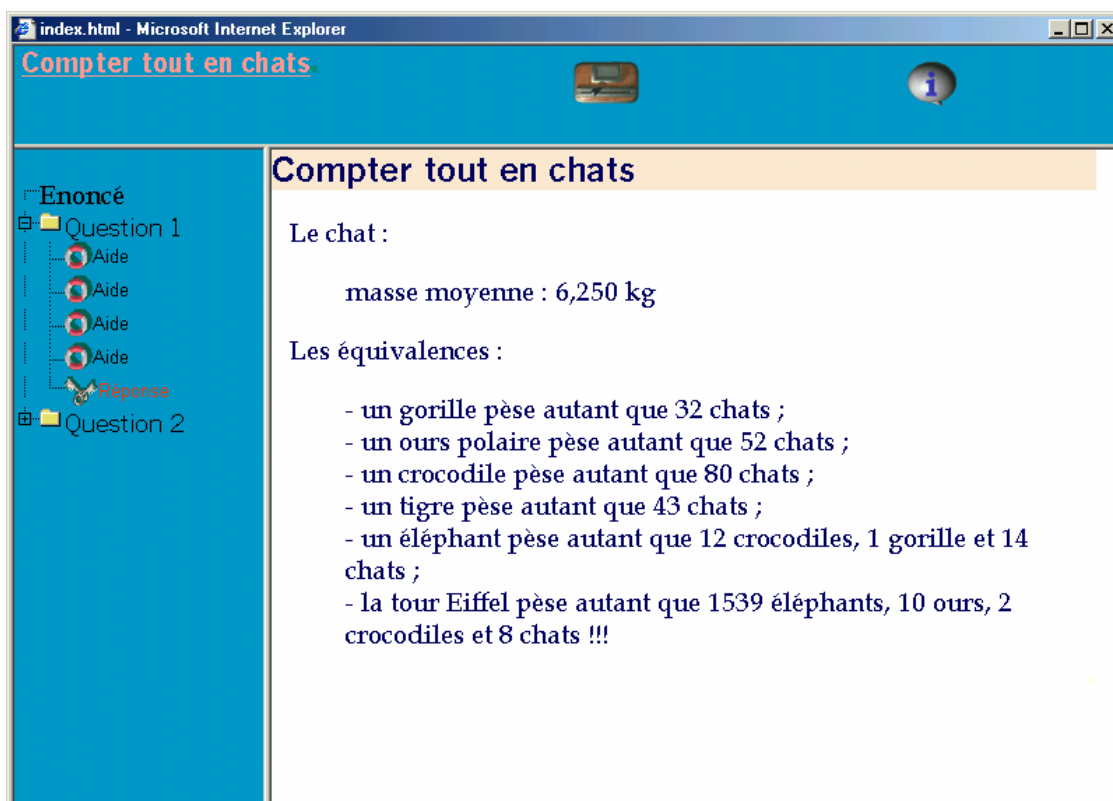 index.html - Microsoft Internet Explorer
Compter tout en chats.
Enoncé
Question 1
Aide
Aide
Aide
Aide
Réponse
Question 2
Compter tout en chats
Le chat :
masse moyenne : 6,250 kg
Les équivalences :
- un gorille pèse autant que 32 chats ;
- un ours polaire pèse autant que 52 chats ;
- un crocodile pèse autant que 80 chats ;
- un tigre pèse autant que 43 chats ;
- un éléphant pèse autant que 12 crocodiles, 1 gorille et 14
chats ;
- la tour Eiffel pèse autant que 1539 éléphants, 10 ours, 2
crocodiles et 8 chats !!!